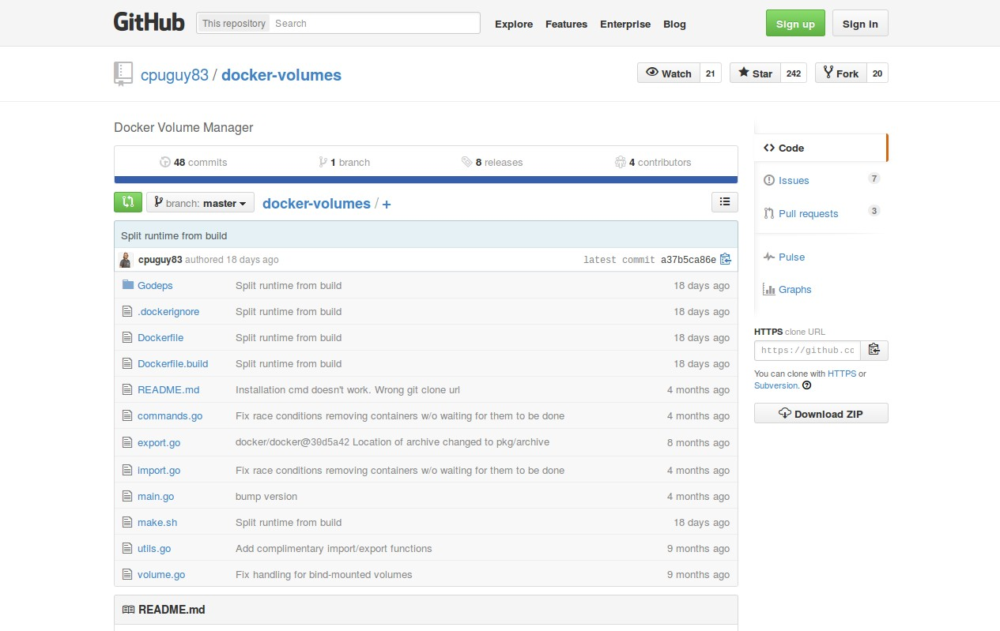 GitHub This repository Search Explore Features Enterprise Blog Sign up Sign in
cpuguy83 / docker-volumes Watch 21 Star 242 Fork 20
Docker Volume Manager
48 commits 1 branch 8 releases 4 contributors
branch: master docker-volumes / +
Split runtime from build
cpuguy83 authored 18 days ago latest commit a37b5ca86e
Godeps Split runtime from build 18 days ago
.dockerignore Split runtime from build 18 days ago
Dockerfile Split runtime from build 18 days ago
Dockerfile.build Split runtime from build 18 days ago
README.md Installation cmd doesn't work. Wrong git clone url 4 months ago
commands.go Fix race conditions removing containers w/o waiting for them to be done 4 months ago
export.go docker/docker@30d5a42 Location of archive changed to pkg/archive 8 months ago
import.go Fix race conditions removing containers w/o waiting for them to be done 4 months ago
main.go bump version 4 months ago
make.sh Split runtime from build 18 days ago
utils.go Add complimentary import/export functions 9 months ago
volume.go Fix handling for bind-mounted volumes 9 months ago
README.md
Code
Issues 7
Pull requests 3
Pulse
Graphs
HTTPS clone URL
https://github.cc
You can clone with HTTPS or
Subversion.
Download ZIP